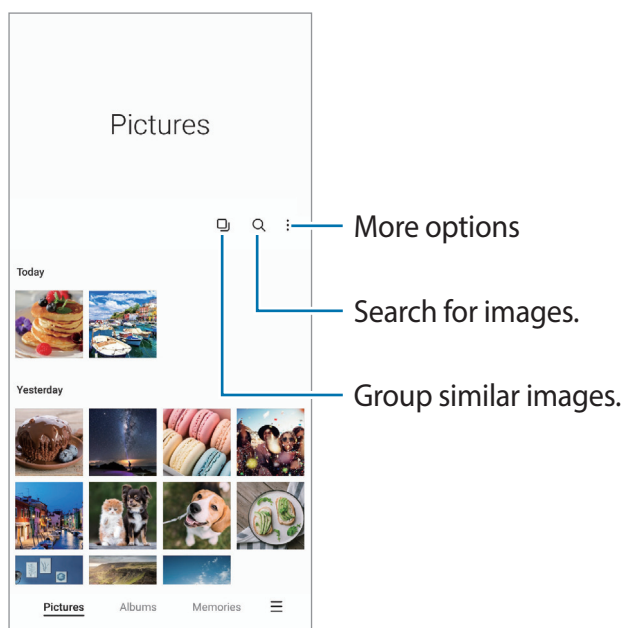 Pictures
More options
Today
Search for images.
Yesterday
Group similar images.
Pictures Albums Memories